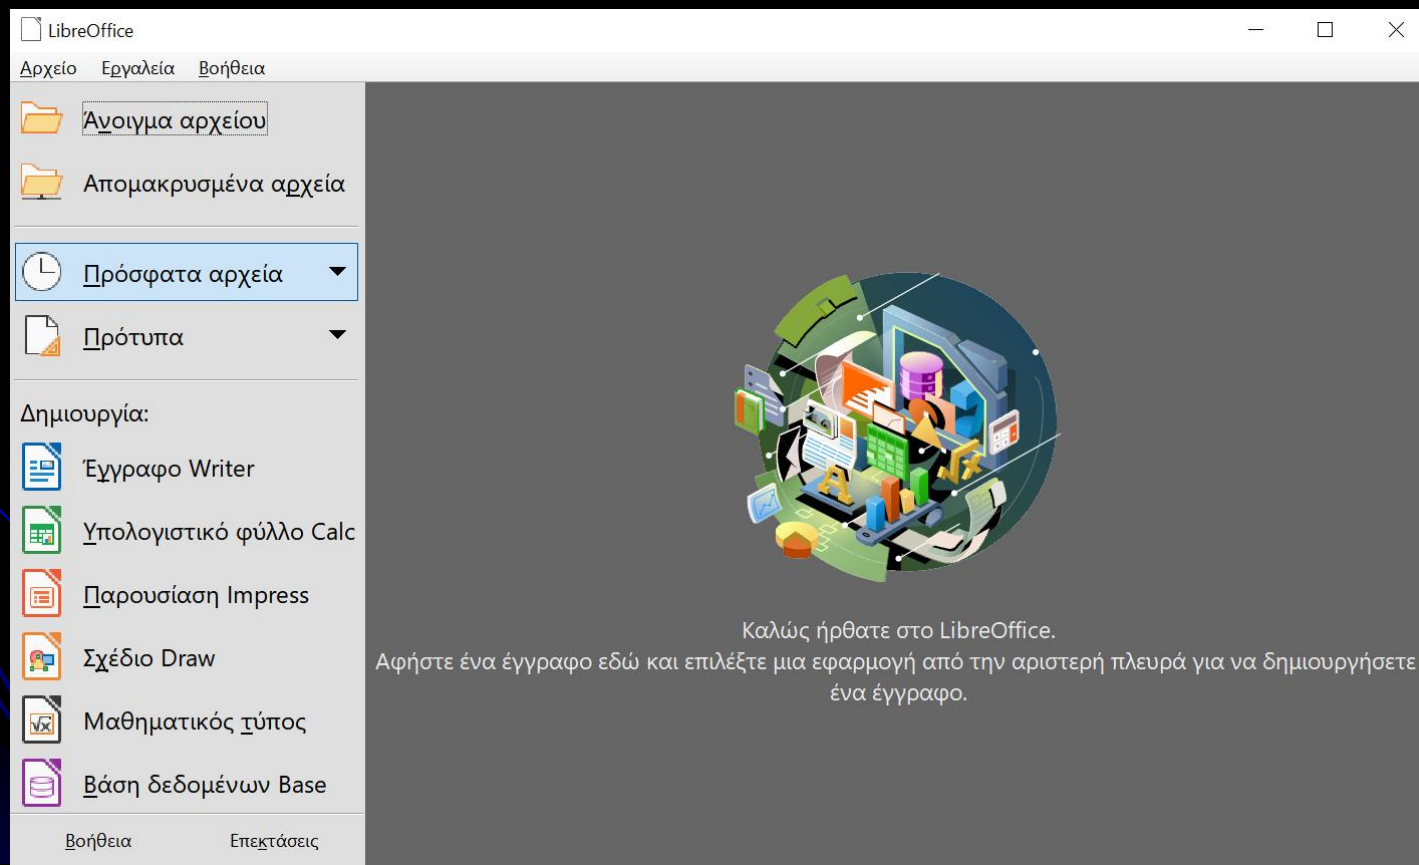 LibreOffice
Αρχείο Εργαλεία Βοήθεια
Άνοιγμα αρχείου
Απομακρυσμένα αρχεία
Πρόσφατα αρχεία
Πρότυπα
Δημιουργία:
Έγγραφο Writer
Υπολογιστικό φύλλο Calc
Παρουσίαση Impress
Σχέδιο Draw
Μαθηματικός τύπος
Βάση δεδομένων Base
Βοήθεια Επεκτάσεις
Καλώς ήρθατε στο LibreOffice.
Αφήστε ένα έγγραφο εδώ και επιλέξτε μια εφαρμογή από την αριστερή πλευρά για να δημιουργήσετε
ένα έγγραφο.